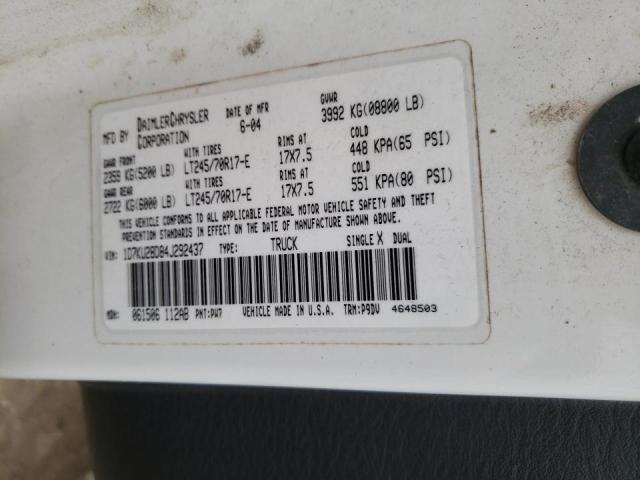 MFD BY DAIMLERCHRYSLER CORPORATION DATE OF MFR 6-04 GVWR 3992 KG(08800 LB)
GAWR FRONT WITH TIRES RIMS AT COLD
2359 KG(5200 LB) LT245/70R17-E 17X7.5 448 KPA(65 PSI)
GAWR REAR WITH TIRES RIMS AT COLD
2722 KG(6000 LB) LT245/70R17-E 17X7.5 551 KPA(80 PSI)
THIS VEHICLE CONFORMS TO ALL APPLICABLE FEDERAL MOTOR VEHICLE SAFETY AND THEFT
PREVENTION STANDARDS IN EFFECT ON THE DATE OF MANUFACTURE SHOWN ABOVE.
VIN: 1D7KU28D84J292437 TYPE: TRUCK SINGLE X DUAL
MDH: 061506 112AB PNT:PW7 VEHICLE MADE IN U.S.A. TRM:P9DV 4648503